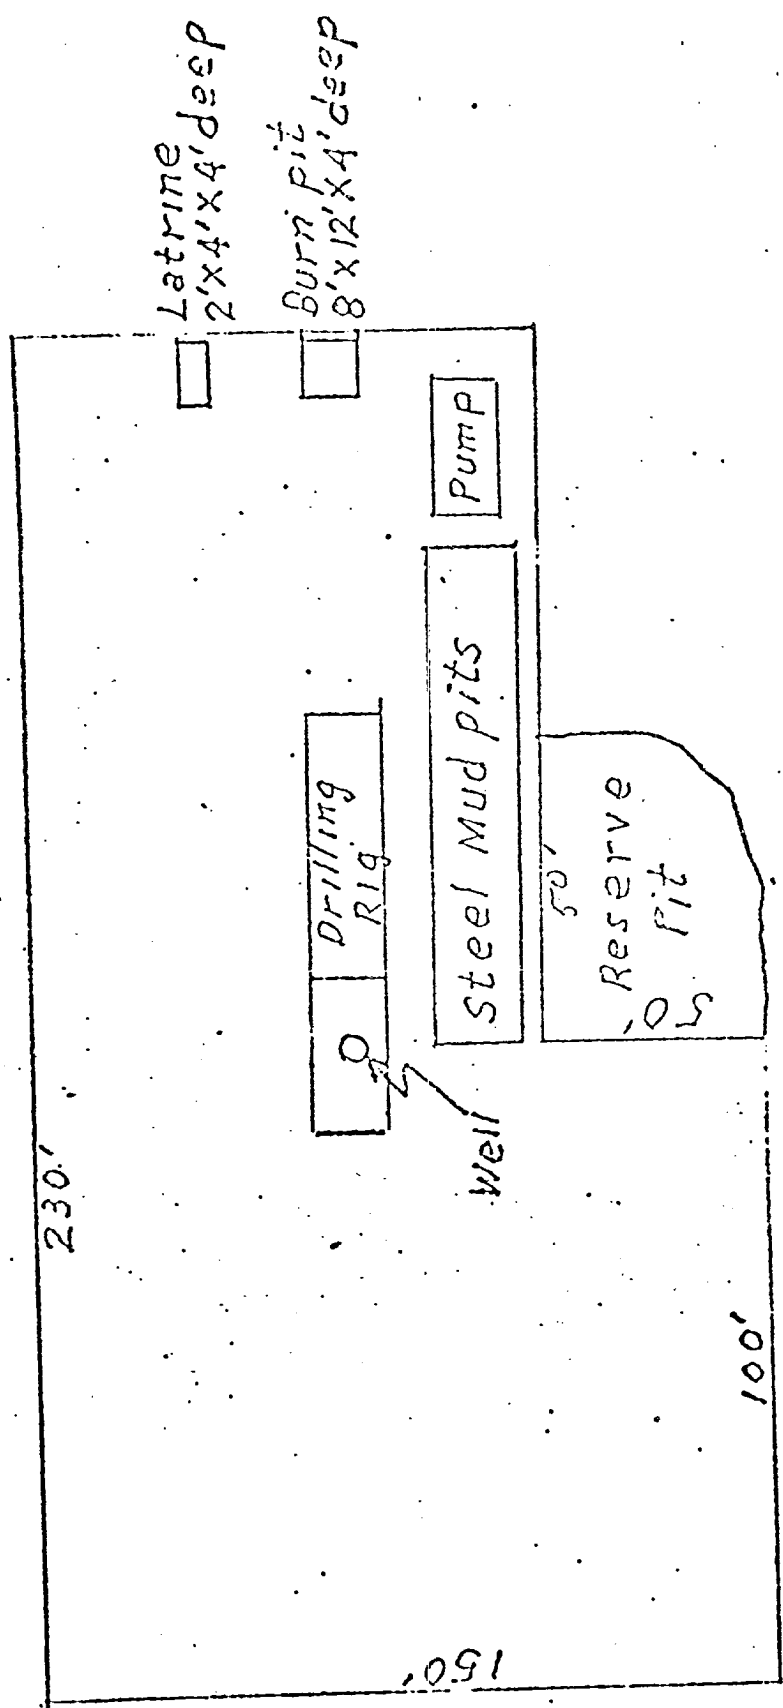 230.'
Latrine
2'x4'x4' deep
Burn pit
8'x12'x4' deep
Drilling
Rig
Well
Pump
Steel Mud pits
50'
Reserve
Pit
50'
150'
100'